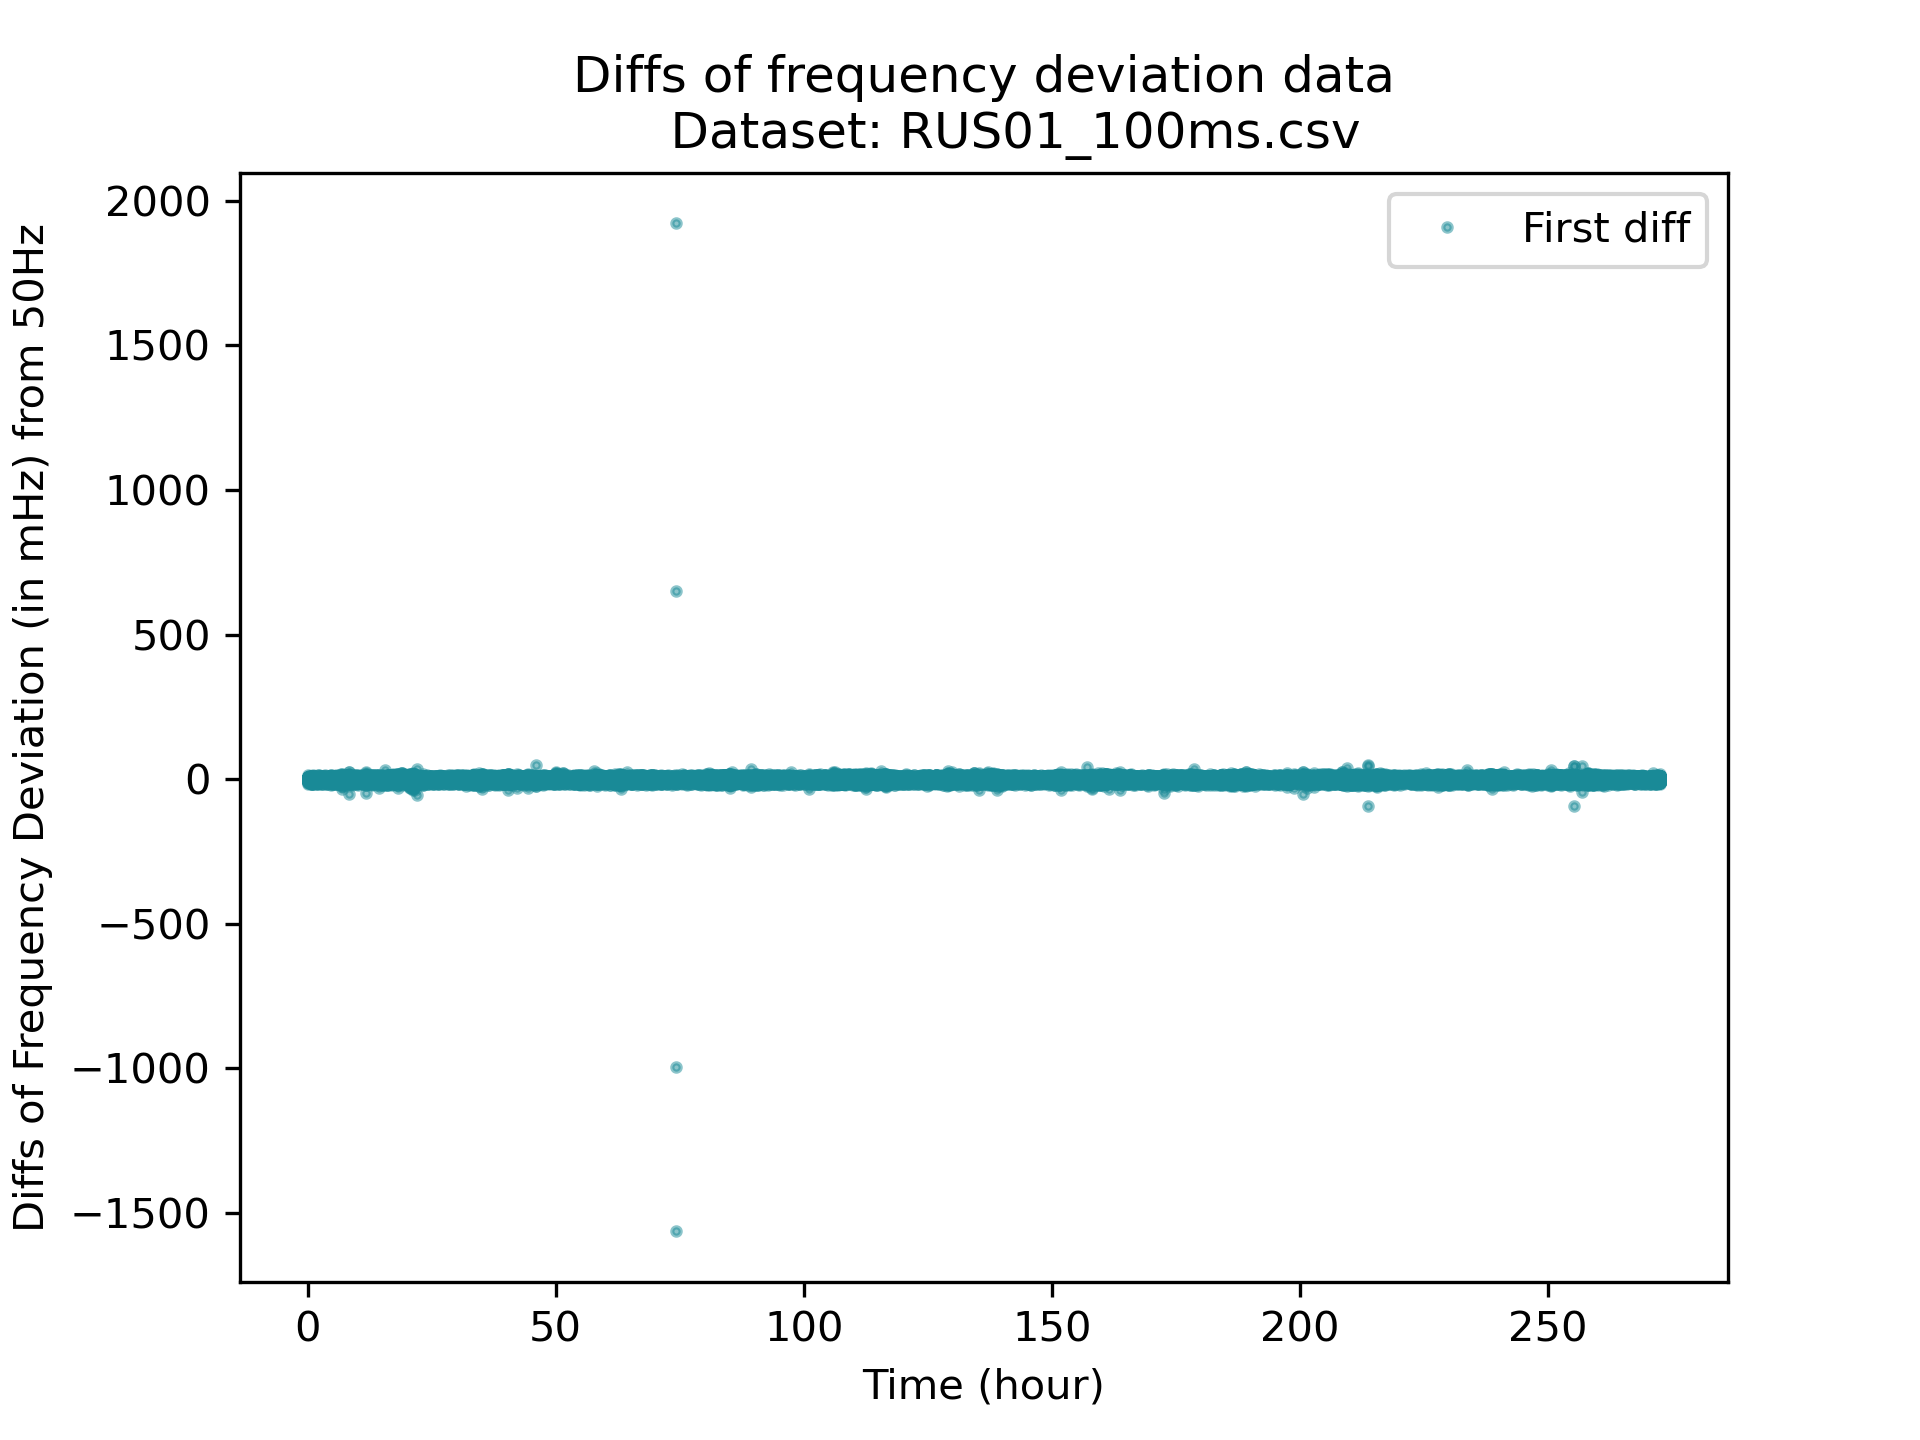 Diffs of frequency deviation data
Dataset: RUS01_100ms.csv
Diffs of Frequency Deviation (in mHz) from 50Hz
2000
1500
1000
500
0
−500
−1000
−1500
First diff
0 50 100 150 200 250
Time (hour)